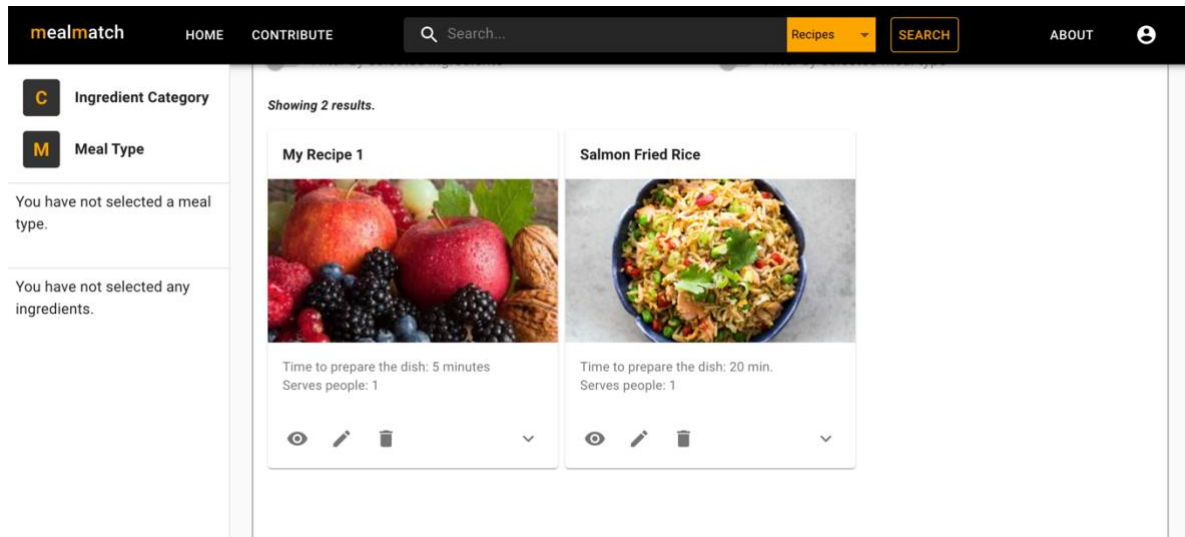 mealmatch
HOME
CONTRIBUTE
Search...
Recipes
SEARCH
ABOUT
C
Ingredient Category
M
Meal Type
You have not selected a meal
type.
You have not selected any
ingredients.
Showing 2 results.
My Recipe 1
Time to prepare the dish: 5 minutes
Serves people: 1
Salmon Fried Rice
Time to prepare the dish: 20 min.
Serves people: 1